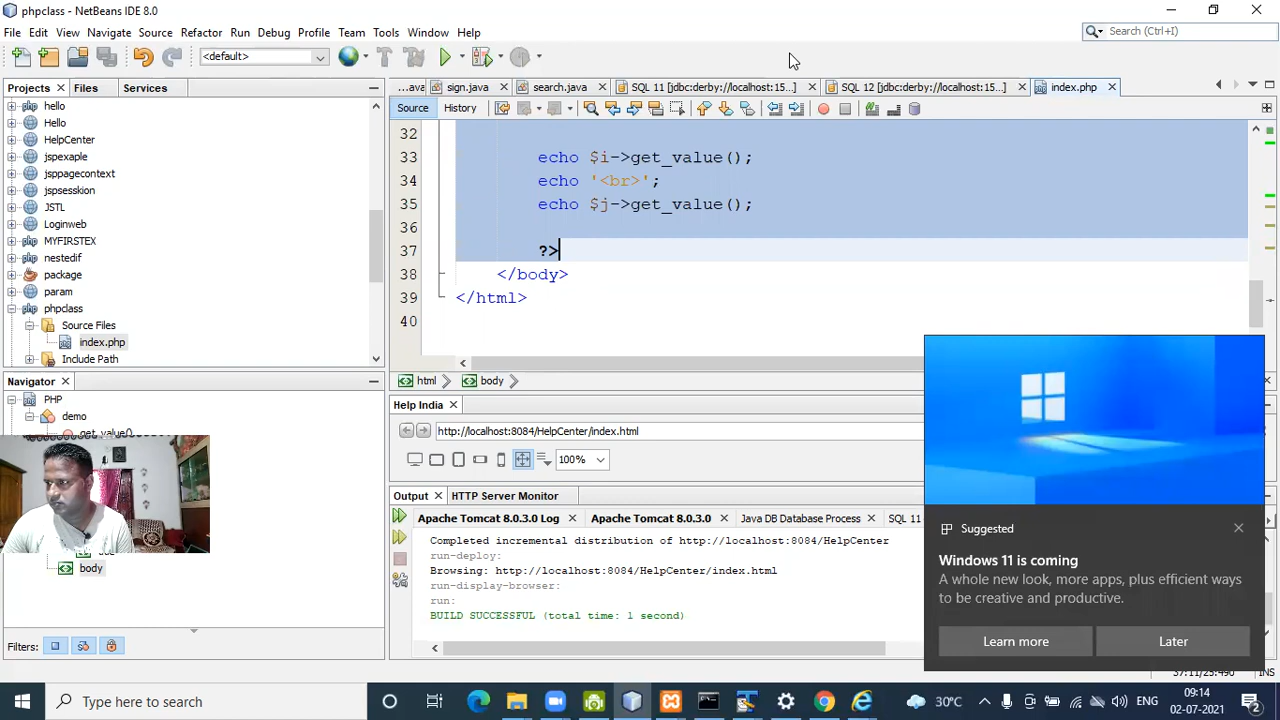 phpclass - NetBeans IDE 8.0
File Edit View Navigate Source Refactor Run Debug Profile Team Tools Window Help
Search (Ctrl+I)
<default>
Projects Files Services
...ava sign.java search.java SQL 11 [jdbc:derby://localhost:15...] SQL 12 [jdbc:derby://localhost:15...] index.php
Source History
hello
Hello
HelpCenter
jspexaple
jsppagecontext
jspsesskion
JSTL
Loginweb
MYFIRSTEX
nestedif
package
param
phpclass
Source Files
index.php
Include Path
32
33 echo $i->get_value();
34 echo '<br>';
35 echo $j->get_value();
36
37 ?>
38 </body>
39 </html>
40
html body
Navigator
PHP
demo
get_value()
body
Filters:
Help India
http://localhost:8084/HelpCenter/index.html
100%
Output HTTP Server Monitor
Apache Tomcat 8.0.3.0 Log Apache Tomcat 8.0.3.0 Java DB Database Process SQL 11
Completed incremental distribution of http://localhost:8084/HelpCenter
run-deploy:
Browsing: http://localhost:8084/HelpCenter/index.html
run-display-browser:
run:
BUILD SUCCESSFUL (total time: 1 second)
Suggested
Windows 11 is coming
A whole new look, more apps, plus efficient ways
to be creative and productive.
Learn more Later
Type here to search
30°C
ENG
09:14
02-07-2021
2